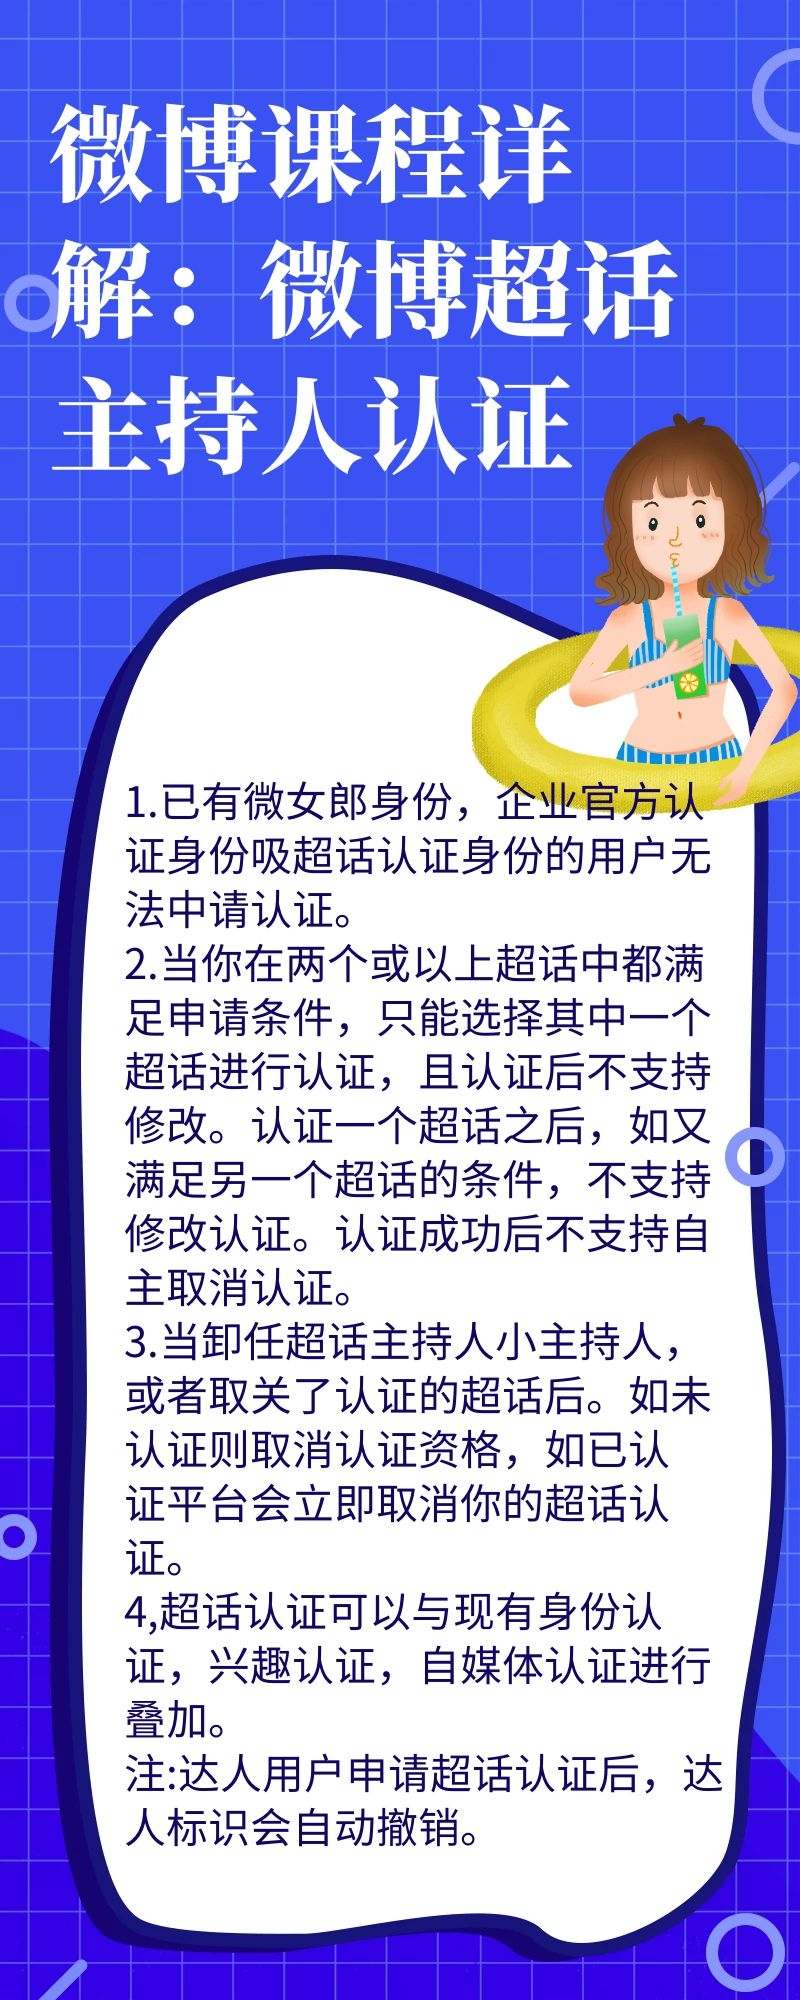 微博课程详
解：微博超话
主持人认证
1.已有微女郎身份，企业官方认
证身份吸超话认证身份的用户无
法中请认证。
2.当你在两个或以上超话中都满
足申请条件，只能选择其中一个
超话进行认证，且认证后不支持
修改。认证一个超话之后，如又
满足另一个超话的条件，不支持
修改认证。认证成功后不支持自
主取消认证。
3.当卸任超话主持人小主持人，
或者取关了认证的超话后。如未
认证则取消认证资格，如已认
证平台会立即取消你的超话认
证。
4,超话认证可以与现有身份认
证，兴趣认证，自媒体认证进行
叠加。
注:达人用户申请超话认证后，达
人标识会自动撤销。